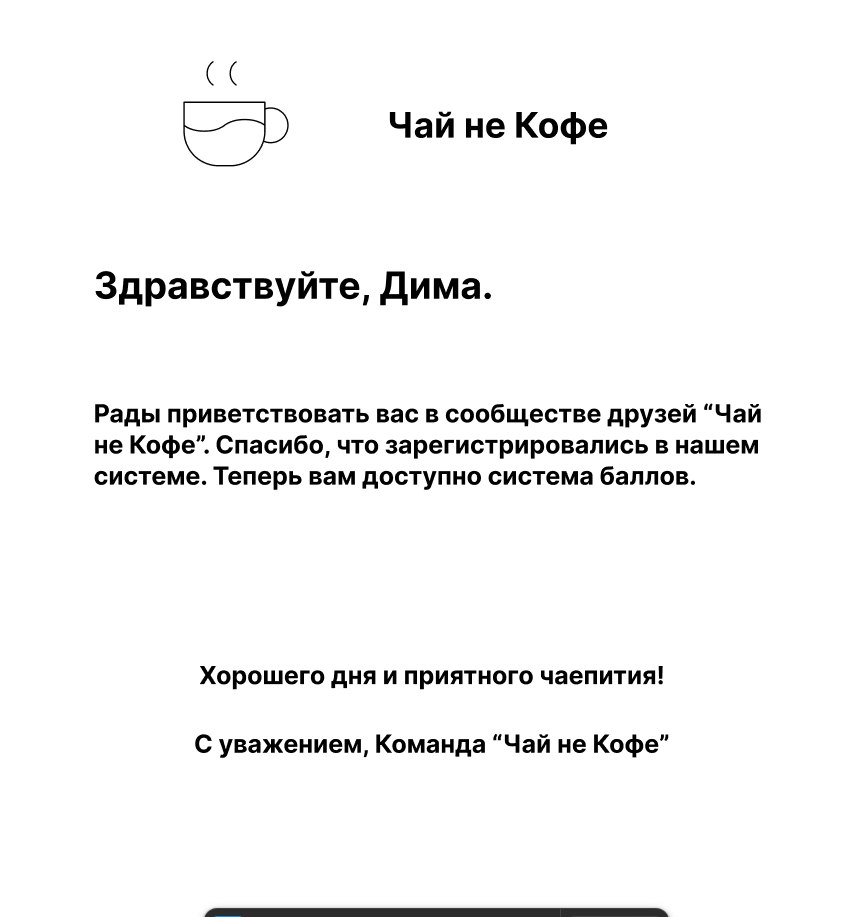 Чай не Кофе
Здравствуйте, Дима.
Рады приветствовать вас в сообществе друзей “Чай
не Кофе”. Спасибо, что зарегистрировались в нашем
системе. Теперь вам доступно система баллов.
Хорошего дня и приятного чаепития!
С уважением, Команда “Чай не Кофе”